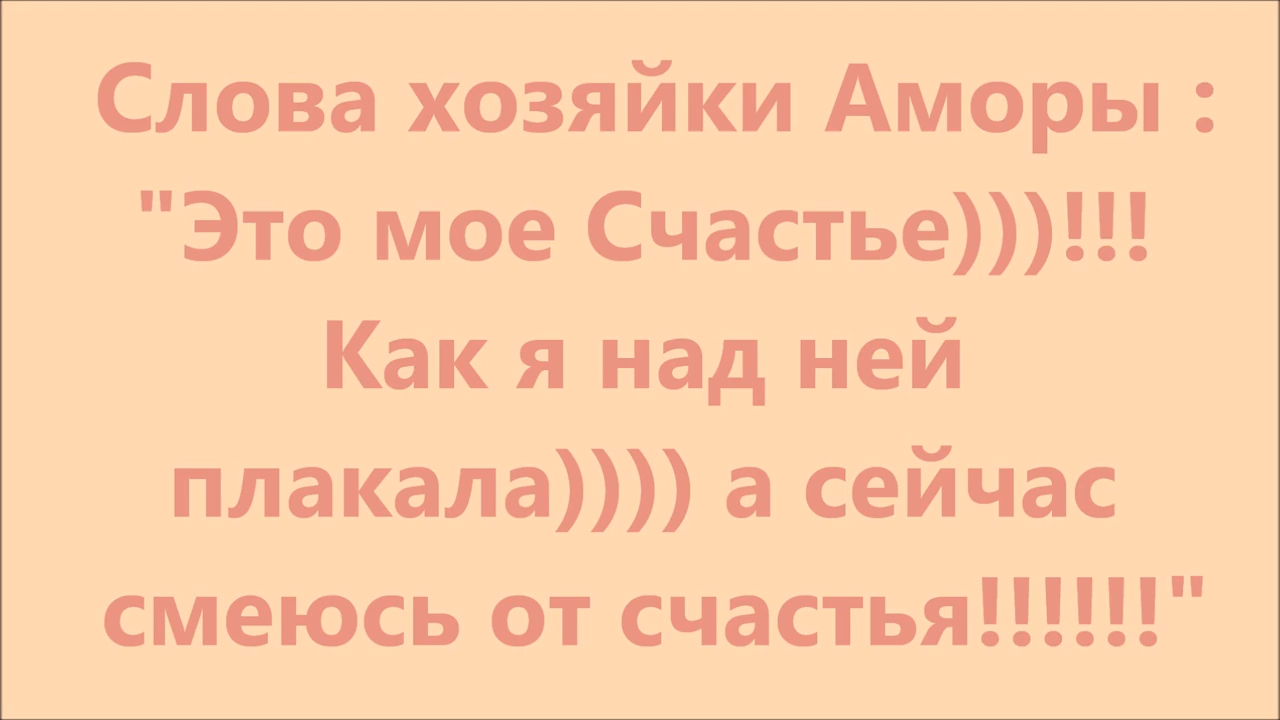 Слова хозяйки Аморы :
"Это мое Счастье)))!!!
Как я над ней
плакала)))) а сейчас
смеюсь от счастья!!!!!!"